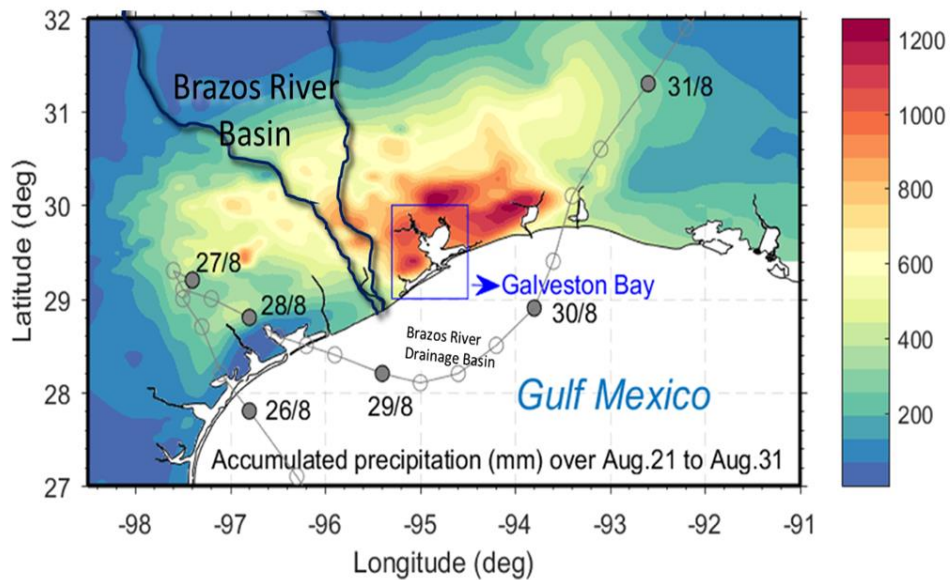 Brazos River
Basin
27/8
28/8
26/8
29/8
30/8
31/8
Galveston Bay
Brazos River
Drainage Basin
Gulf Mexico
Accumulated precipitation (mm) over Aug.21 to Aug.31
32
31
30
29
28
27
Latitude (deg)
-98
-97
-96
-95
-94
-93
-92
-91
Longitude (deg)
1200
1000
800
600
400
200